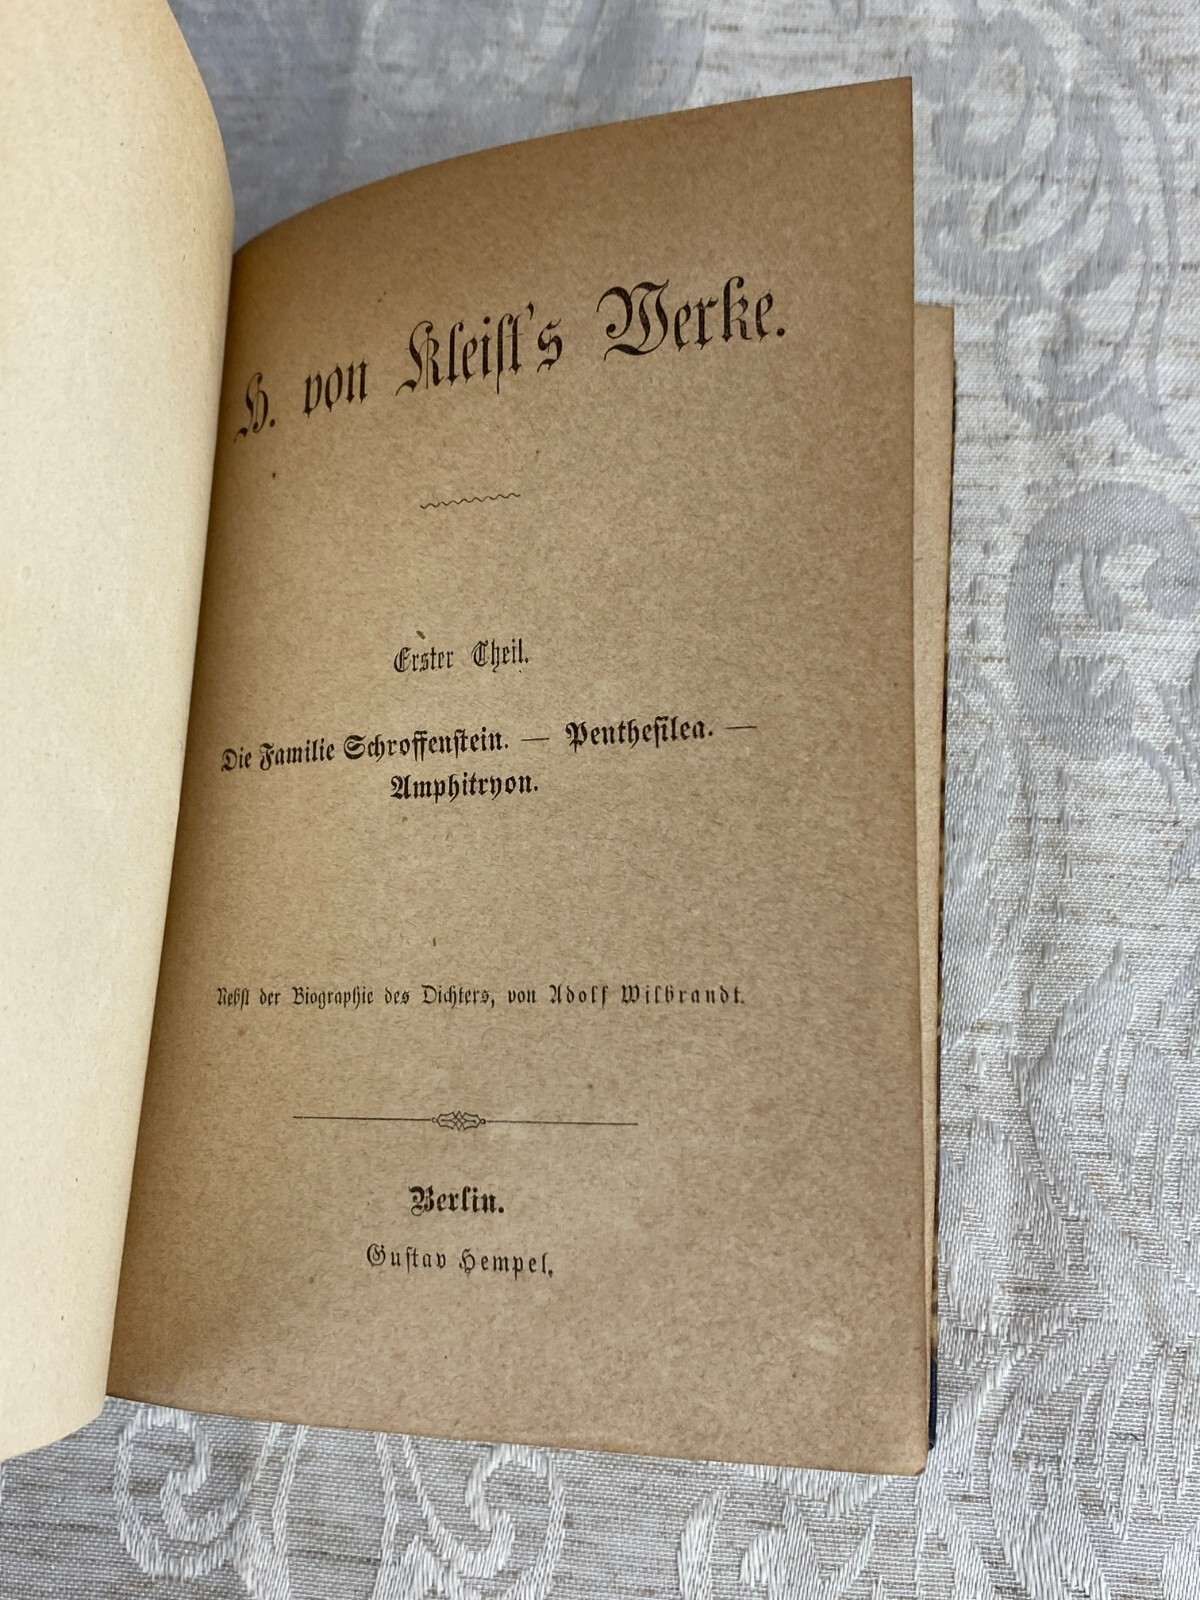 H. von Kleiſt's Werke.
Erster Theil.
Die Familie Schroffenſtein. — Pentheſilea. —
Amphitryon.
Nebſt der Biographie des Dichters, von Adolf Wilbrandt.
Berlin.
Guſtav Hempel.